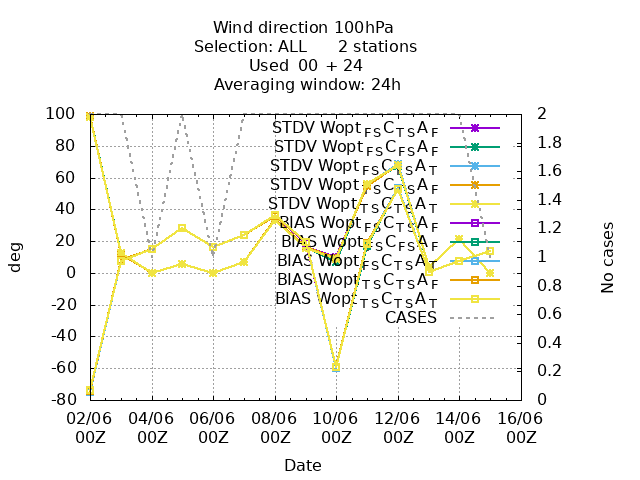 Wind direction 100hPa
Selection: ALL 2 stations
Used 00 + 24
Averaging window: 24h
deg
No cases
100
80
60
40
20
0
-20
-40
-60
-80
2
1.8
1.6
1.4
1.2
1
0.8
0.6
0.4
0.2
0
STDV WoptFSCTSAF
STDV WoptFSCFSAF
STDV WoptFSCTSAT
STDV WoptTSCTSAF
STDV WoptTSCTSAT
BIAS WoptFSCTSAF
BIAS WoptFSCFSAF
BIAS WoptFSCTSAT
BIAS WoptTSCTSAF
BIAS WoptTSCTSAT
CASES
02/06 04/06 06/06 08/06 10/06 12/06 14/06 16/06
00Z 00Z 00Z 00Z 00Z 00Z 00Z 00Z
Date